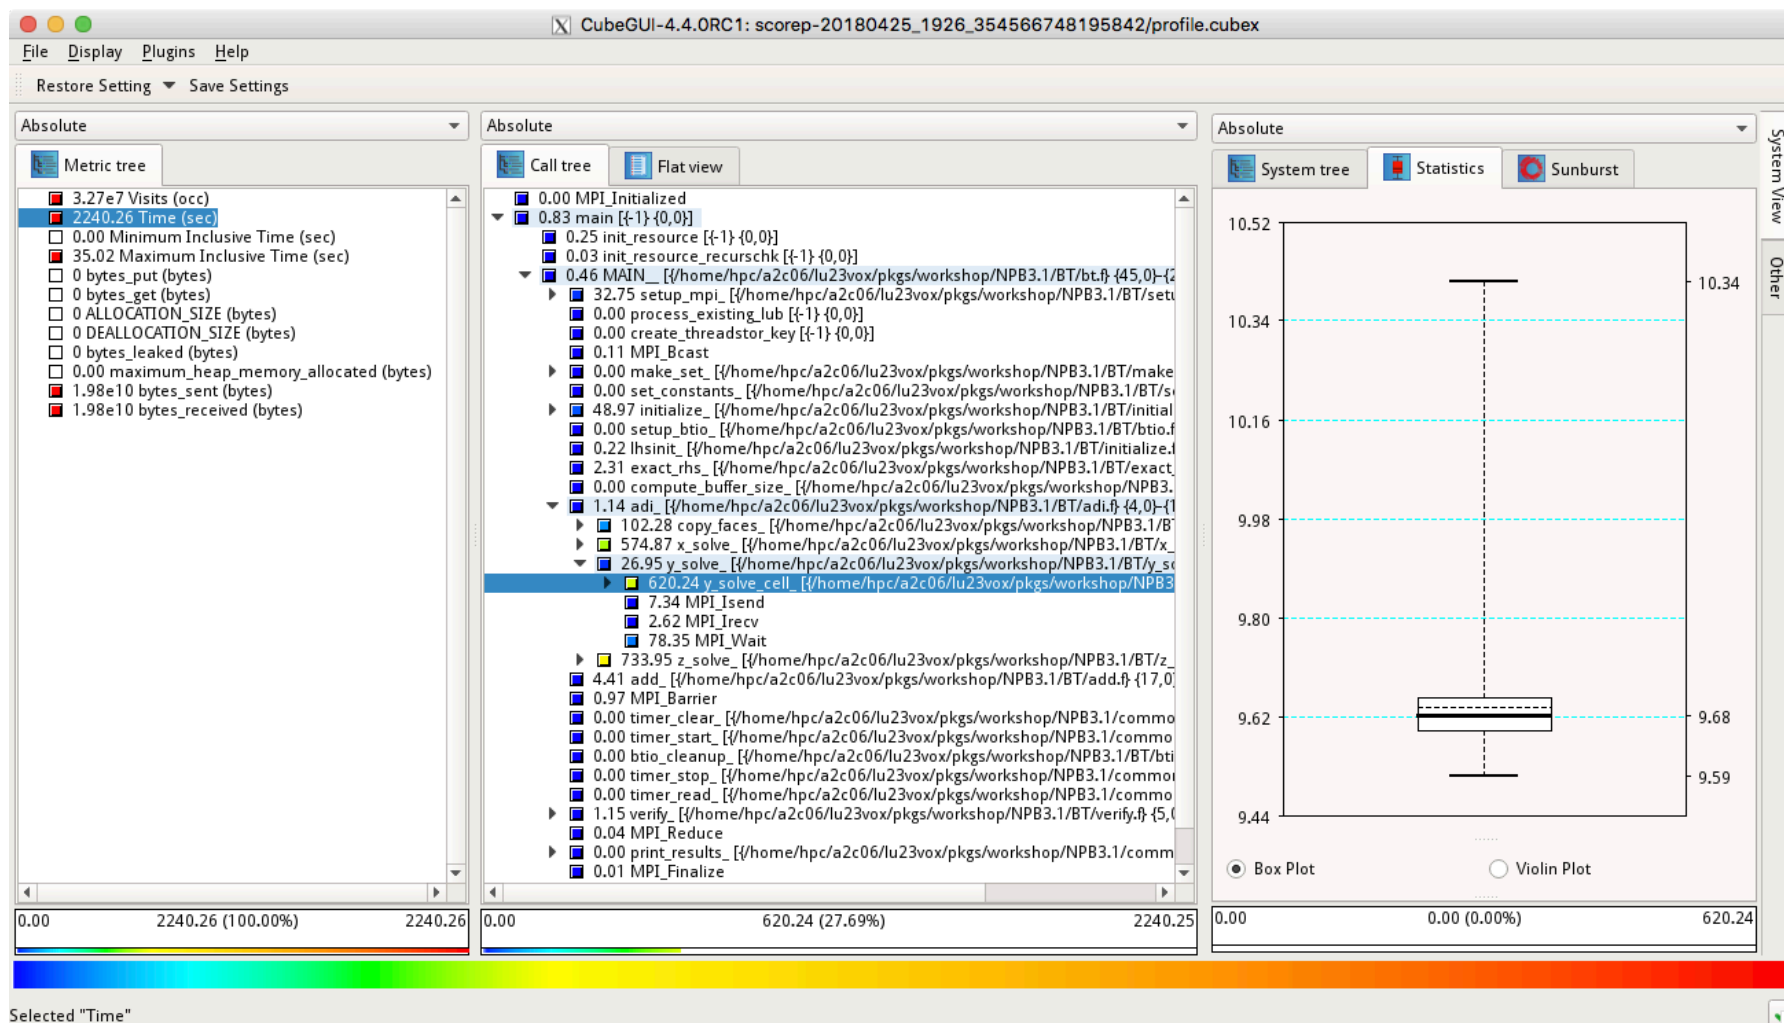 CubeGUI-4.4.0RC1: scorep-20180425_1926_354566748195842/profile.cubex
File Display Plugins Help
Restore Setting Save Settings
Absolute
Metric tree
3.27e7 Visits (occ)
2240.26 Time (sec)
0.00 Minimum Inclusive Time (sec)
35.02 Maximum Inclusive Time (sec)
0 bytes_put (bytes)
0 bytes_get (bytes)
0 ALLOCATION_SIZE (bytes)
0 DEALLOCATION_SIZE (bytes)
0 bytes_leaked (bytes)
0.00 maximum_heap_memory_allocated (bytes)
1.98e10 bytes_sent (bytes)
1.98e10 bytes_received (bytes)
0.00 2240.26 (100.00%) 2240.26
Absolute
Call tree Flat view
0.00 MPI_Initialized
0.83 main [{-1} {0,0}]
0.25 init_resource [{-1} {0,0}]
0.03 init_resource_recurschk [{-1} {0,0}]
0.46 MAIN__ [{/home/hpc/a2c06/lu23vox/pkgs/workshop/NPB3.1/BT/bt.f} {45,0}-{2
32.75 setup_mpi_ [{/home/hpc/a2c06/lu23vox/pkgs/workshop/NPB3.1/BT/setu
0.00 process_existing_lub [{-1} {0,0}]
0.00 create_threadstor_key [{-1} {0,0}]
0.11 MPI_Bcast
0.00 make_set_ [{/home/hpc/a2c06/lu23vox/pkgs/workshop/NPB3.1/BT/make
0.00 set_constants_ [{/home/hpc/a2c06/lu23vox/pkgs/workshop/NPB3.1/BT/s
48.97 initialize_ [{/home/hpc/a2c06/lu23vox/pkgs/workshop/NPB3.1/BT/initial
0.00 setup_btio_ [{/home/hpc/a2c06/lu23vox/pkgs/workshop/NPB3.1/BT/btio.f
0.22 lhsinit_ [{/home/hpc/a2c06/lu23vox/pkgs/workshop/NPB3.1/BT/initialize.f
2.31 exact_rhs_ [{/home/hpc/a2c06/lu23vox/pkgs/workshop/NPB3.1/BT/exact_
0.00 compute_buffer_size_ [{/home/hpc/a2c06/lu23vox/pkgs/workshop/NPB3.
1.14 adi_ [{/home/hpc/a2c06/lu23vox/pkgs/workshop/NPB3.1/BT/adi.f} {4,0}-{1
102.28 copy_faces_ [{/home/hpc/a2c06/lu23vox/pkgs/workshop/NPB3.1/BT
574.87 x_solve_ [{/home/hpc/a2c06/lu23vox/pkgs/workshop/NPB3.1/BT/x_
26.95 y_solve_ [{/home/hpc/a2c06/lu23vox/pkgs/workshop/NPB3.1/BT/y_so
620.24 y_solve_cell_ [{/home/hpc/a2c06/lu23vox/pkgs/workshop/NPB3
7.34 MPI_Isend
2.62 MPI_Irecv
78.35 MPI_Wait
733.95 z_solve_ [{/home/hpc/a2c06/lu23vox/pkgs/workshop/NPB3.1/BT/z_
4.41 add_ [{/home/hpc/a2c06/lu23vox/pkgs/workshop/NPB3.1/BT/add.f} {17,0}
0.97 MPI_Barrier
0.00 timer_clear_ [{/home/hpc/a2c06/lu23vox/pkgs/workshop/NPB3.1/commo
0.00 timer_start_ [{/home/hpc/a2c06/lu23vox/pkgs/workshop/NPB3.1/commo
0.00 btio_cleanup_ [{/home/hpc/a2c06/lu23vox/pkgs/workshop/NPB3.1/BT/bti
0.00 timer_stop_ [{/home/hpc/a2c06/lu23vox/pkgs/workshop/NPB3.1/commo
0.00 timer_read_ [{/home/hpc/a2c06/lu23vox/pkgs/workshop/NPB3.1/commo
1.15 verify_ [{/home/hpc/a2c06/lu23vox/pkgs/workshop/NPB3.1/BT/verify.f} {5,0
0.04 MPI_Reduce
0.00 print_results_ [{/home/hpc/a2c06/lu23vox/pkgs/workshop/NPB3.1/comm
0.01 MPI_Finalize
0.00 620.24 (27.69%) 2240.25
Absolute
System tree Statistics Sunburst
10.52
10.34
10.34
10.16
9.98
9.80
9.62
9.68
9.59
9.44
Box Plot Violin Plot
0.00 0.00 (0.00%) 620.24
System View
Other
Selected "Time"